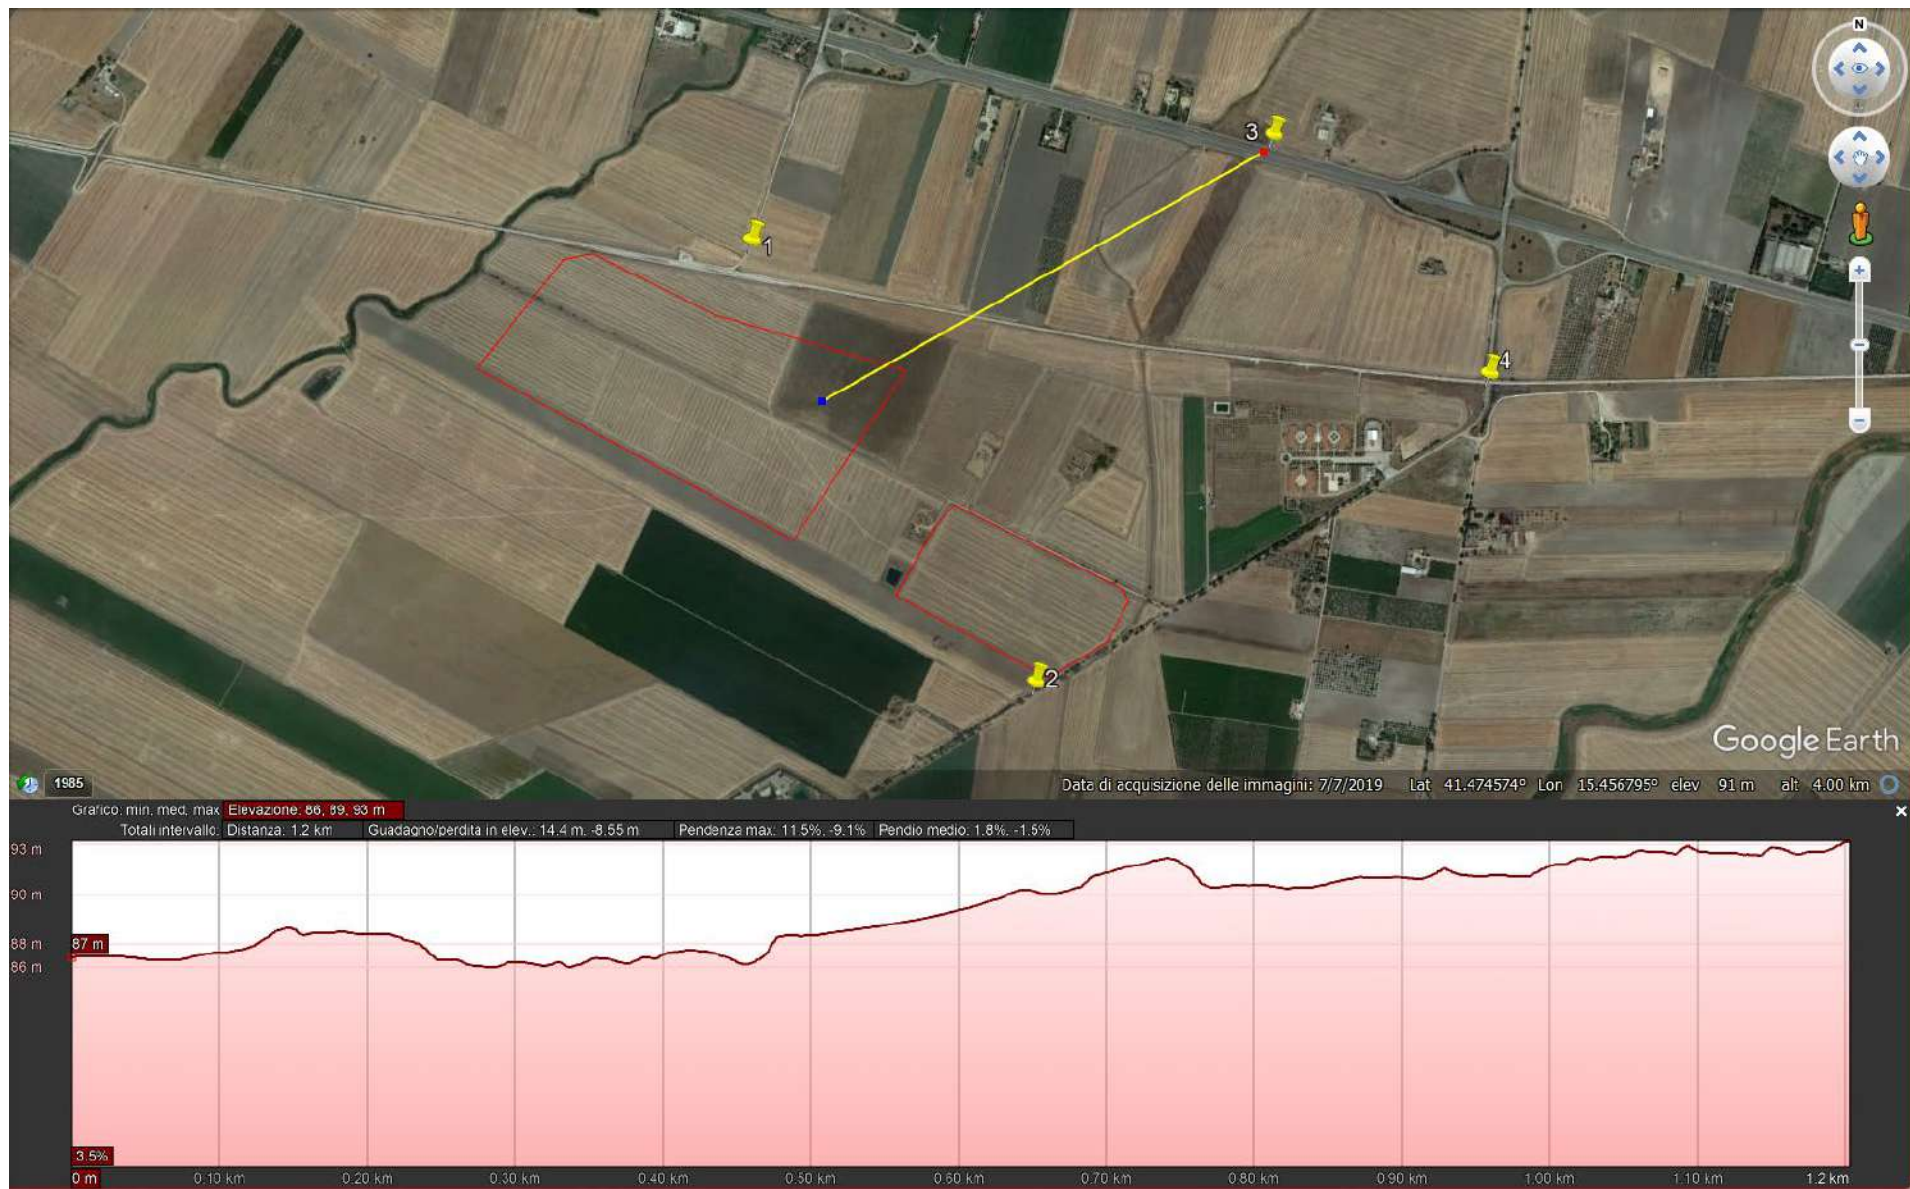 N
3
1
4
2
Google Earth
1985
Data di acquisizione delle immagini: 7/7/2019 Lat 41.474574° Lon 15.456795° elev 91 m alt 4.00 km
Grafico: min, med, max Elevazione: 86, 89, 93 m
Totali intervallo: Distanza: 1.2 km Guadagno/perdita in elev.: 14.4 m, -8.55 m Pendenza max: 11.5%, -9.1% Pendio medio: 1.8%, -1.5%
93 m
90 m
88 m
87 m
86 m
3.5%
0 m 0.10 km 0.20 km 0.30 km 0.40 km 0.50 km 0.60 km 0.70 km 0.80 km 0.90 km 1.00 km 1.10 km 1.2 km